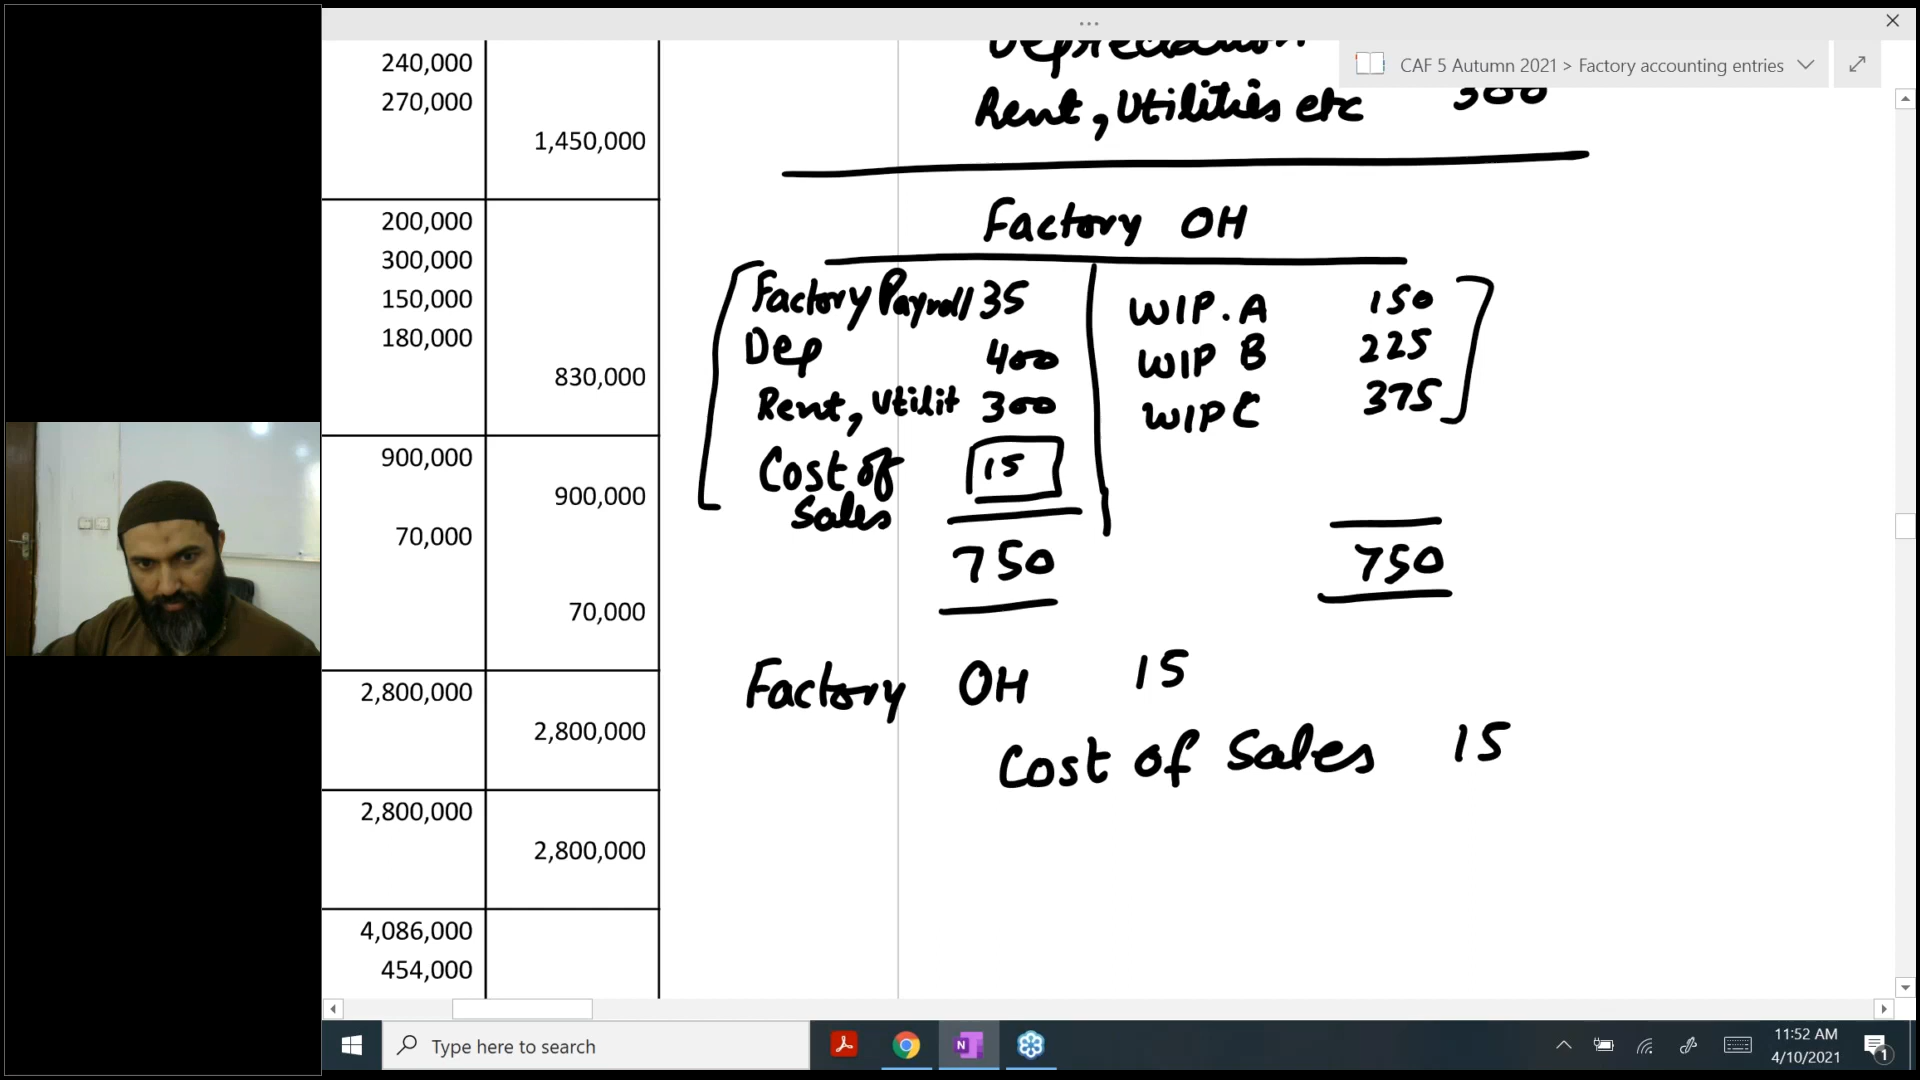 ...
CAF 5 Autumn 2021 > Factory accounting entries
240,000
270,000
1,450,000
Depreciation
Rent, Utilities etc 300
200,000
300,000
150,000
180,000
830,000
Factory OH
Factory Payroll 35 WIP. A 150
Dep 400 WIP B 225
Rent, Utilit 300 WIP C 375
Cost of 15
Sales
750 750
900,000
900,000
70,000
70,000
Factory OH 15
Cost of Sales 15
2,800,000
2,800,000
2,800,000
2,800,000
4,086,000
454,000
Type here to search
11:52 AM
4/10/2021
1